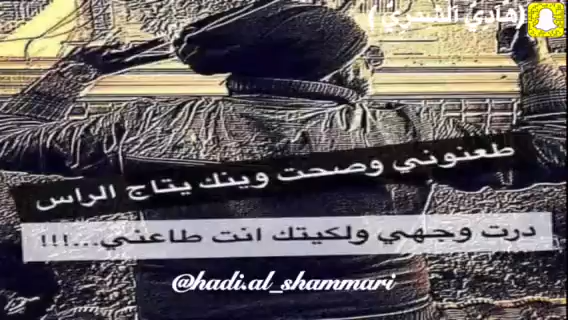 (هادي الشمري)
طعنوني وصحت وينك يتاج الراس
درت وجهي ولكيتك انت طاعني...!!!
@hadi.al_shammari